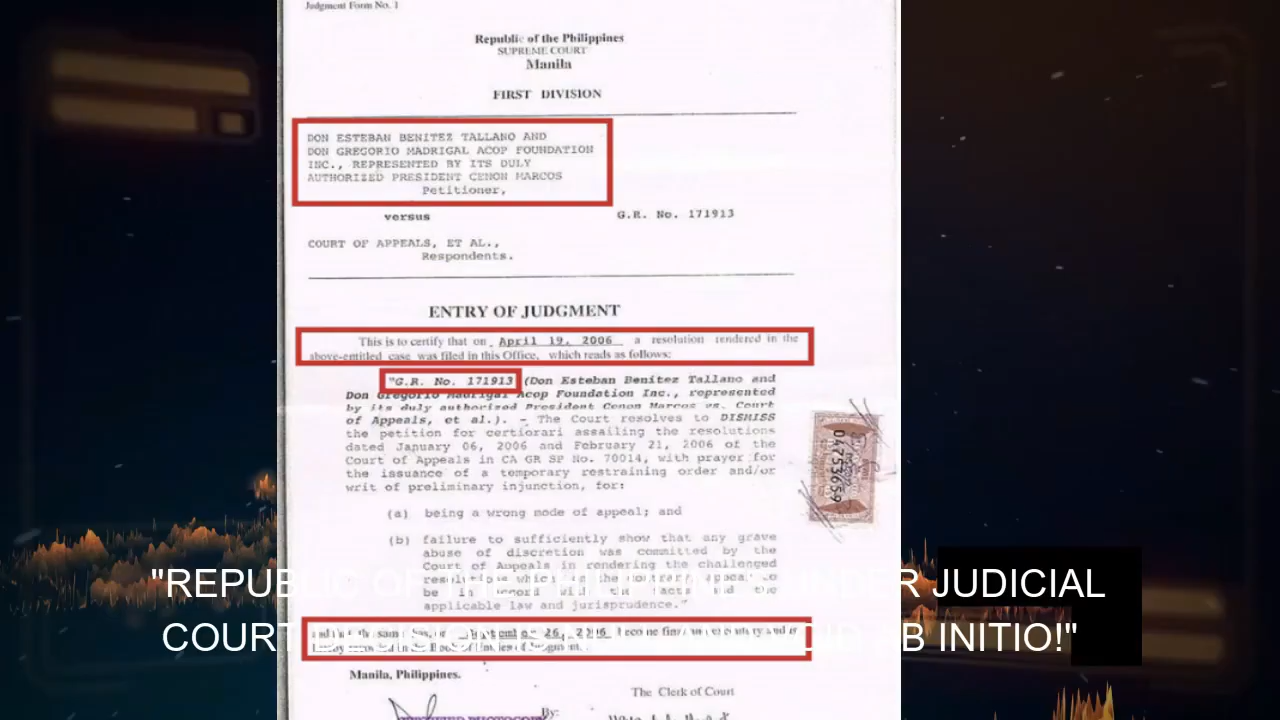 Judgment Form No. 1
Republic of the Philippines
SUPREME COURT
Manila
FIRST DIVISION
DON ESTEBAN BENITEZ TALLANO AND
DON GREGORIO MADRIGAL ACOP FOUNDATION
INC., REPRESENTED BY ITS DULY
AUTHORIZED PRESIDENT CENON MARCOS
Petitioner,
versus
G.R. No. 171913
COURT OF APPEALS, ET AL.,
Respondents.
ENTRY OF JUDGMENT
This is to certify that on April 19, 2006 a resolution rendered in the
above-entitled case was filed in this Office, which reads as follows:
"G.R. No. 171913 (Don Esteban Benitez Tallano and
Don Gregorio Madrigal Acop Foundation Inc., represented
by its duly authorized President Cenon Marcos vs. Court
of Appeals, et al.). - The Court resolves to DISMISS
the petition for certiorari assailing the resolutions
dated January 06, 2006 and February 21, 2006 of the
Court of Appeals in CA GR SP No. 70014, with prayer for
the issuance of a temporary restraining order and/or
writ of preliminary injunction, for:
(a) being a wrong mode of appeal; and
(b) failure to sufficiently show that any grave
abuse of discretion was committed by the
Court of Appeals in rendering the challenged
applicable law and jurisprudence."
"REPUBLIC OF THE JUDICIAL
COURT AB INITIO!"
Manila, Philippines.
The Clerk of Court
By:
04753659